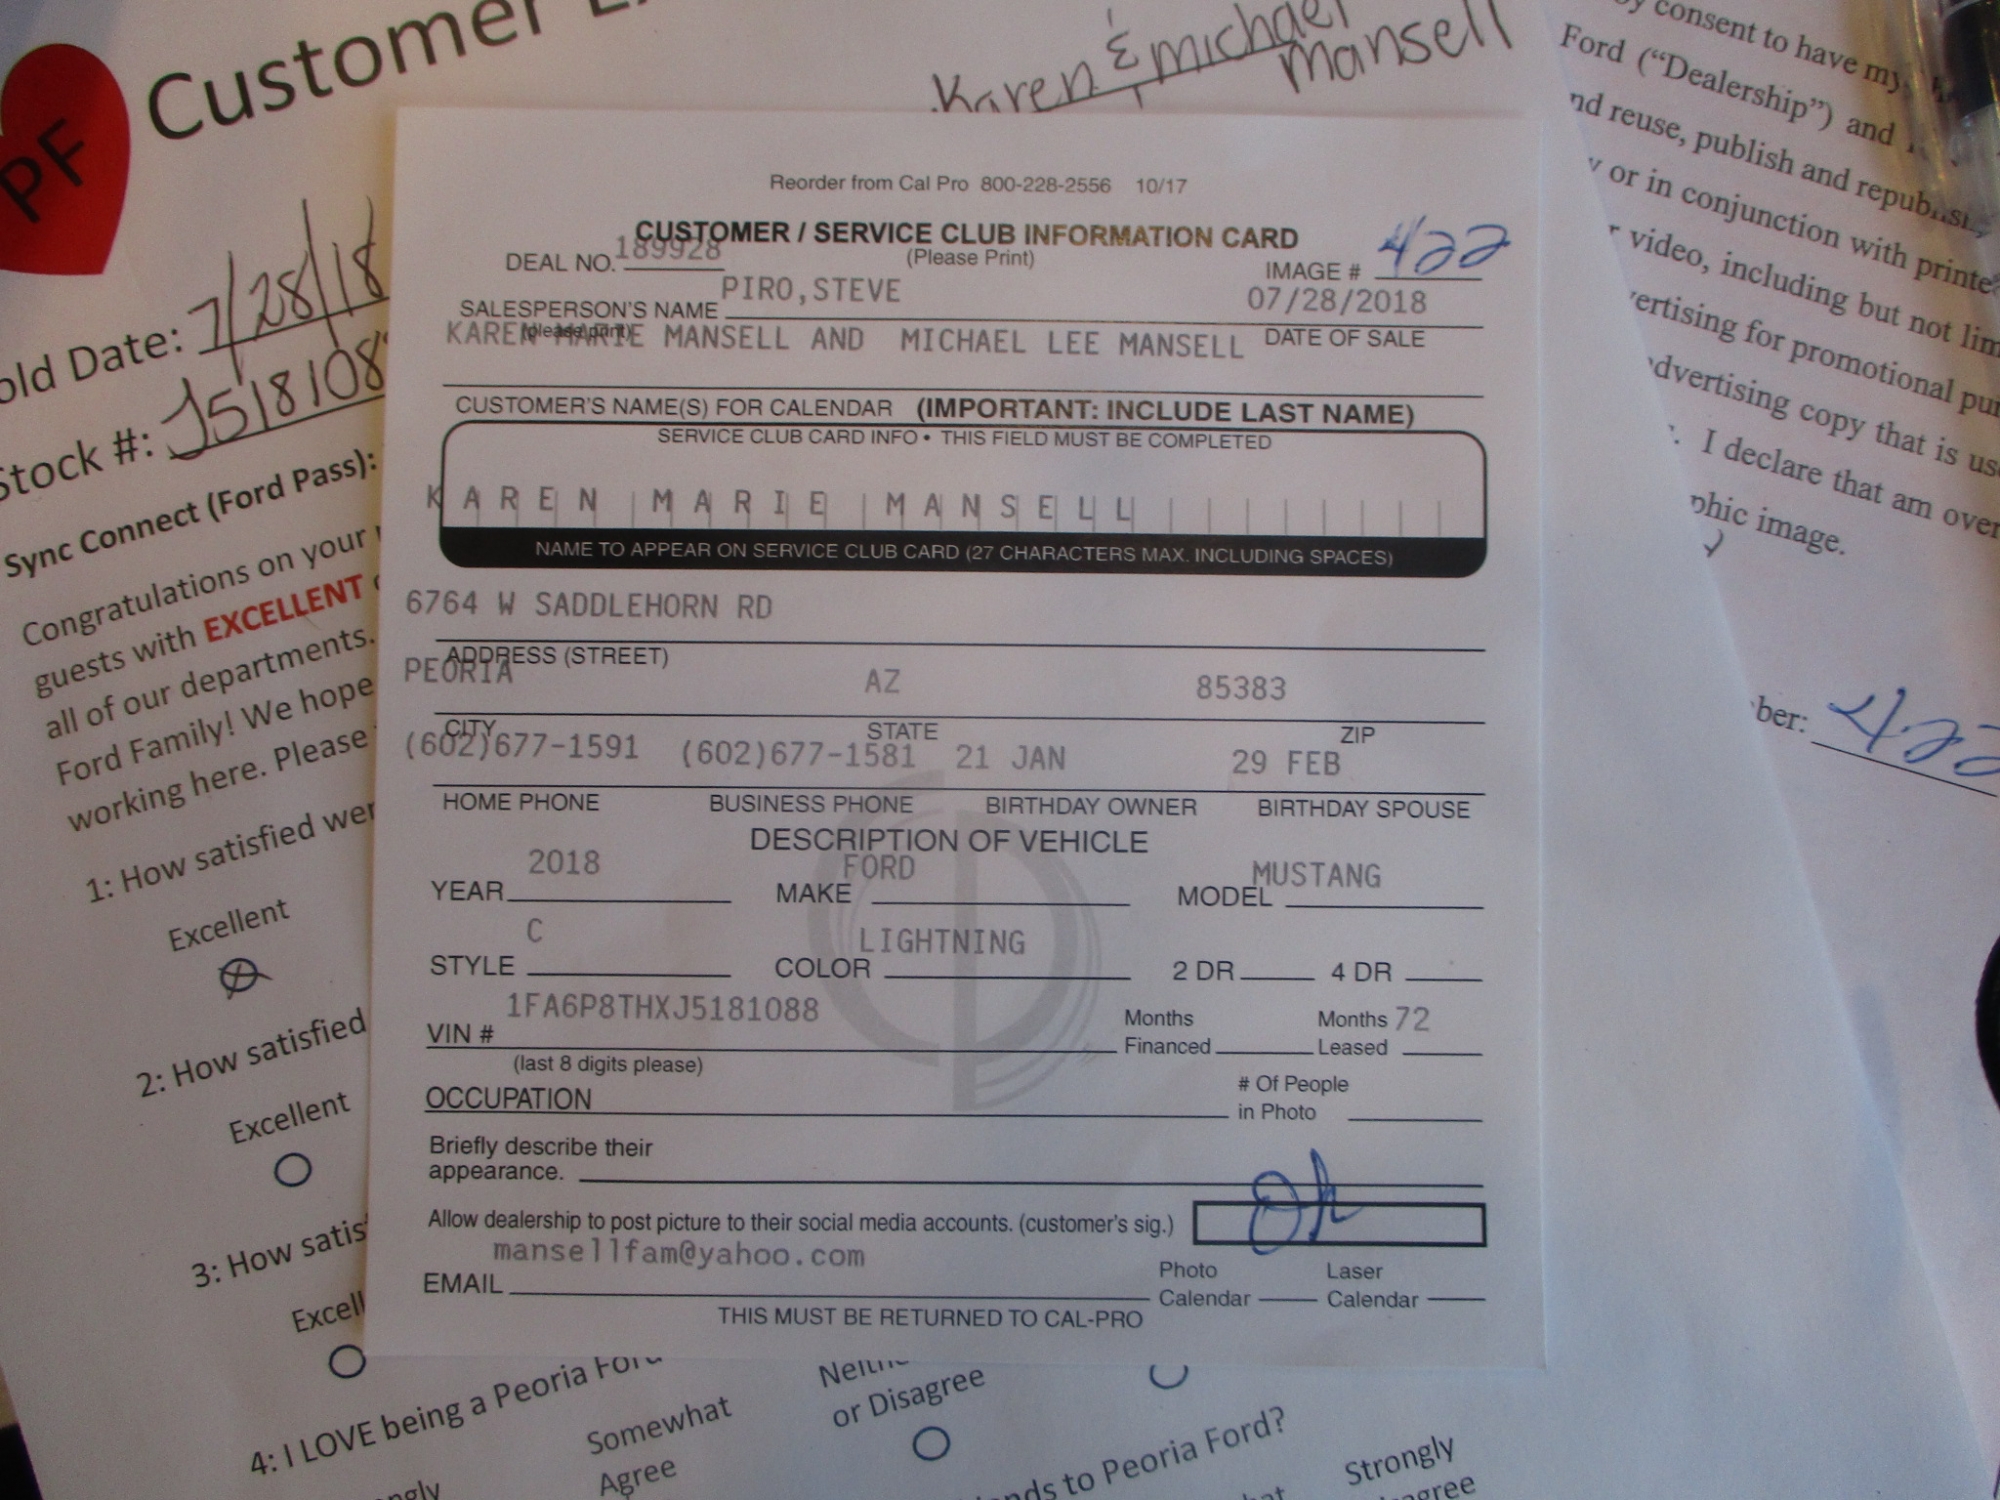 Customer
PF
Karen & michael
Mansell
old Date: 7/28/18
Stock #: J518108
Sync Connect (Ford Pass):
Congratulations on your
guests with EXCELLENT
all of our departments.
Ford Family! We hope
working here. Please
1: How satisfied wer
Excellent
2: How satisfied
Excellent
3: How satis
Excell
4: I LOVE being a Peoria Ford
Somewhat
Agree
or Disagree
nds to Peoria Ford?
Strongly
Reorder from Cal Pro 800-228-2556 10/17
CUSTOMER / SERVICE CLUB INFORMATION CARD
(Please Print)
DEAL NO. 189928
IMAGE # 422
SALESPERSON'S NAME PIRO,STEVE
(please print)
07/28/2018
DATE OF SALE
KAREN MARIE MANSELL AND MICHAEL LEE MANSELL
CUSTOMER'S NAME(S) FOR CALENDAR (IMPORTANT: INCLUDE LAST NAME)
SERVICE CLUB CARD INFO • THIS FIELD MUST BE COMPLETED
KAREN MARIE MANSELL
NAME TO APPEAR ON SERVICE CLUB CARD (27 CHARACTERS MAX. INCLUDING SPACES)
6764 W SADDLEHORN RD
ADDRESS (STREET)
PEORIA AZ 85383
CITY STATE ZIP
(602)677-1591 (602)677-1581 21 JAN 29 FEB
HOME PHONE BUSINESS PHONE BIRTHDAY OWNER BIRTHDAY SPOUSE
DESCRIPTION OF VEHICLE
YEAR 2018 MAKE FORD MODEL MUSTANG
STYLE C COLOR LIGHTNING 2 DR 4 DR
VIN # 1FA6P8THXJ5181088
(last 8 digits please)
Months Financed
Months Leased 72
OCCUPATION
# Of People
in Photo
Briefly describe their
appearance.
Allow dealership to post picture to their social media accounts. (customer's sig.)
EMAIL mansellfam@yahoo.com
Photo Calendar
Laser Calendar
THIS MUST BE RETURNED TO CAL-PRO
by consent to have my
Ford ("Dealership") and
nd reuse, publish and republish
y or in conjunction with printe
r video, including but not lim
vertising for promotional pu
advertising copy that is us
I declare that am over
phic image.
ber: 422